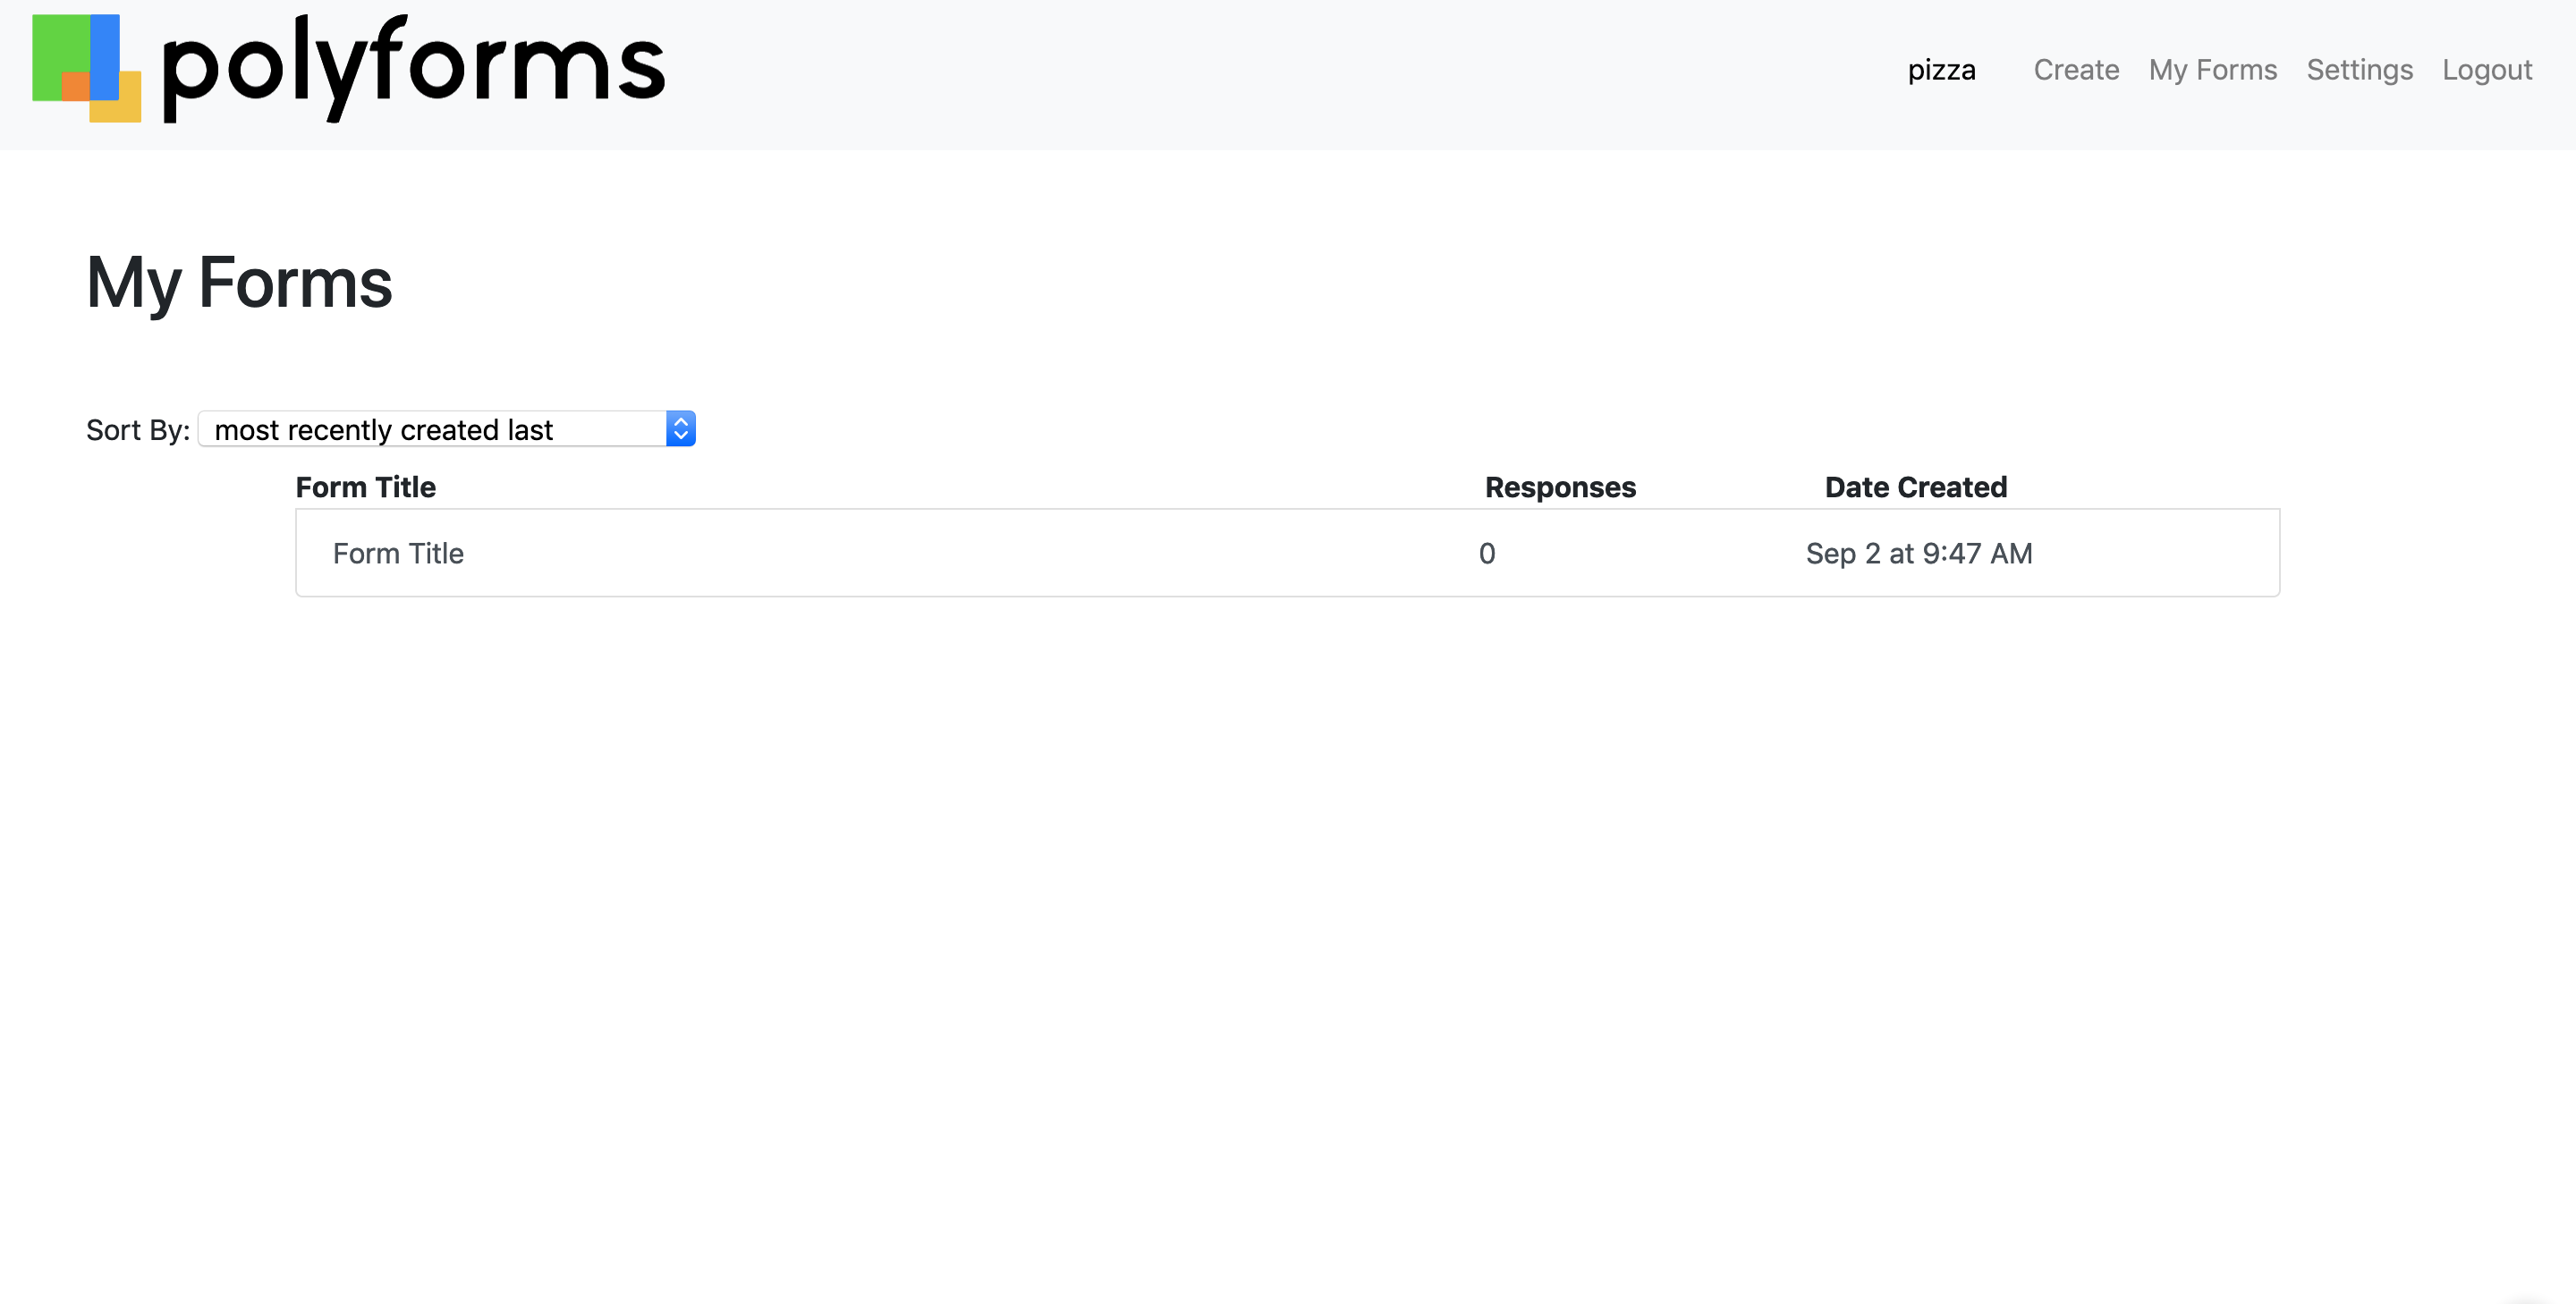 polyforms
pizza Create My Forms Settings Logout
My Forms
Sort By: most recently created last
Form Title Responses Date Created
Form Title 0 Sep 2 at 9:47 AM